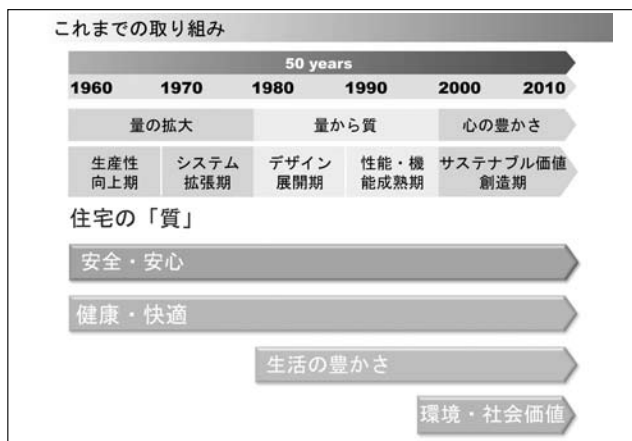 これまでの取り組み
50 years
1960 1970 1980 1990 2000 2010
量の拡大 量から質 心の豊かさ
生産性 システム デザイン 性能・機 サステナブル価値
向上期 拡張期 展開期 能成熟期 創造期
住宅の「質」
安全・安心
健康・快適
生活の豊かさ
環境・社会価値